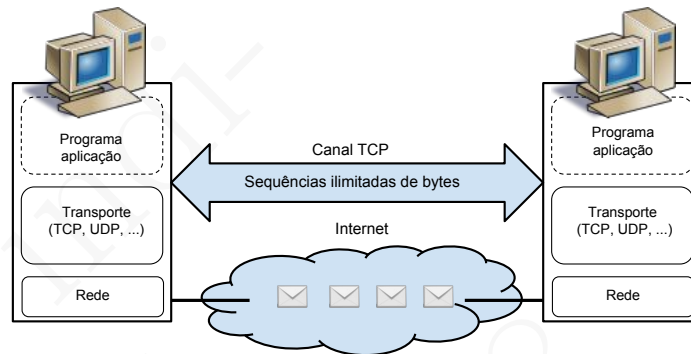 Programa
aplicação
Transporte
(TCP, UDP, ...)
Rede
Canal TCP
Sequências ilimitadas de bytes
Internet
Programa
aplicação
Transporte
(TCP, UDP, ...)
Rede